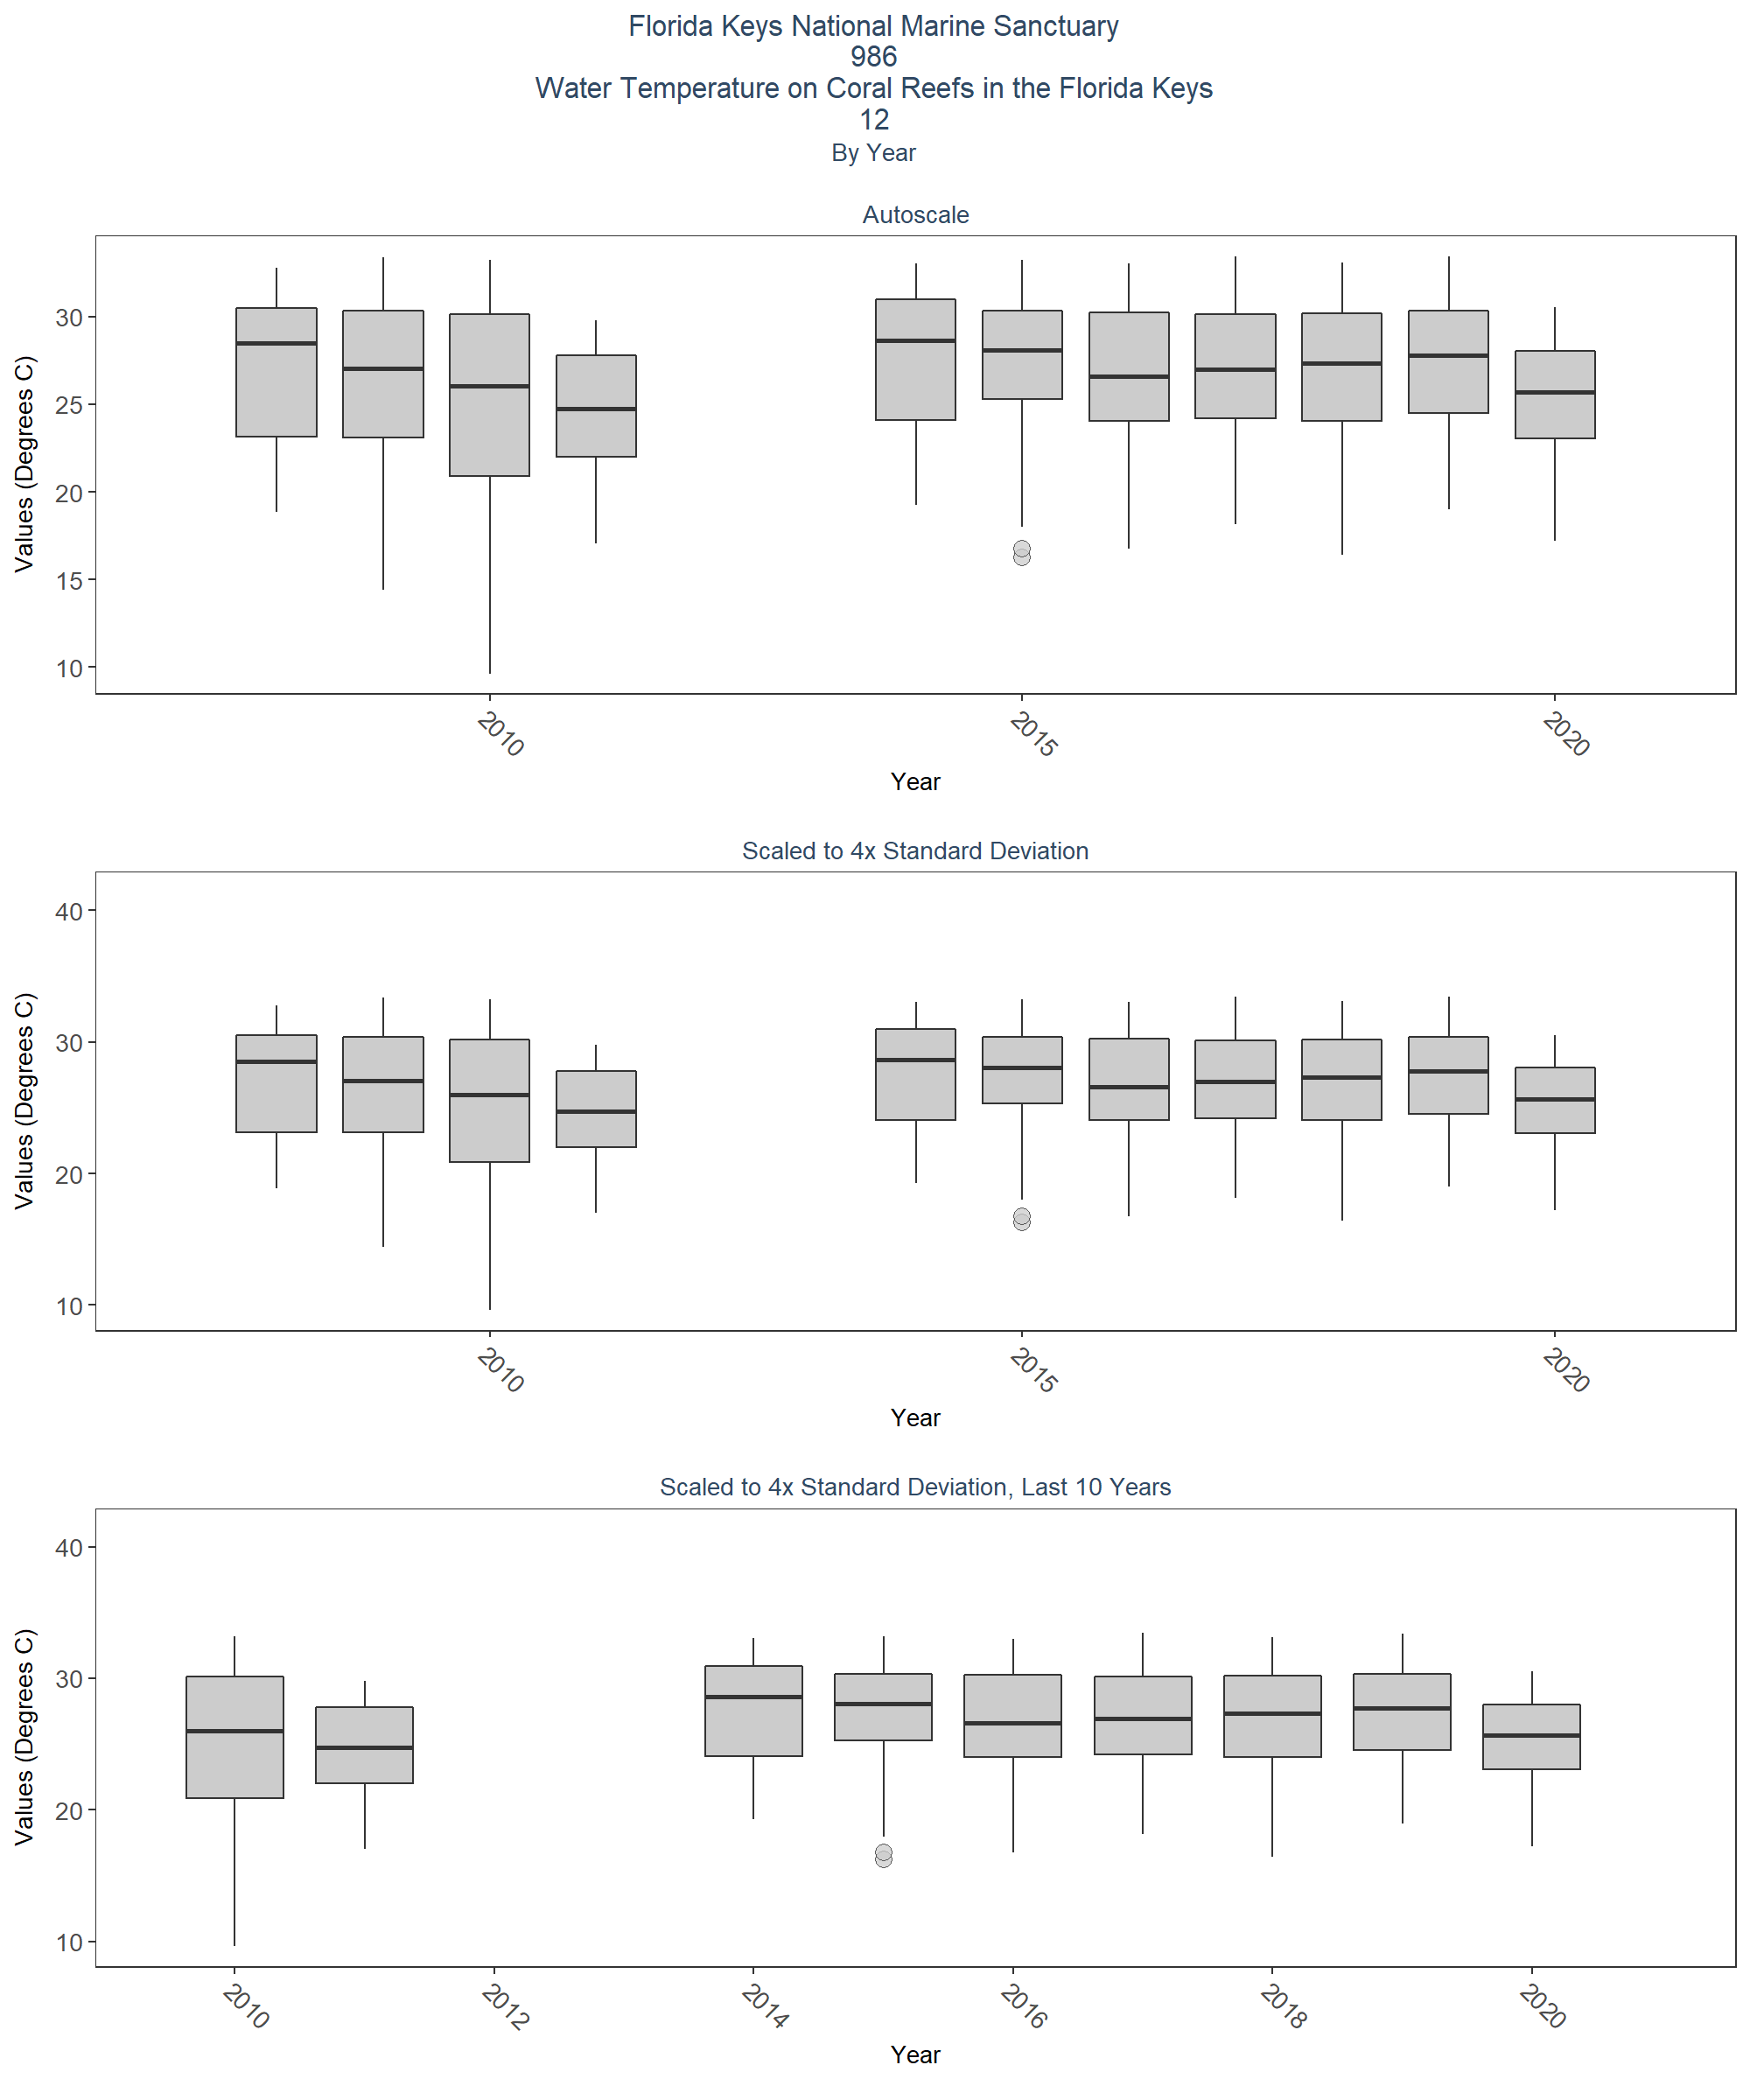 Florida Keys National Marine Sanctuary
986
Water Temperature on Coral Reefs in the Florida Keys
12
By Year
Autoscale
Values (Degrees C)
30
25
20
15
10
2010
2015
2020
Year
Scaled to 4x Standard Deviation
Values (Degrees C)
40
30
20
10
2010
2015
2020
Year
Scaled to 4x Standard Deviation, Last 10 Years
Values (Degrees C)
40
30
20
10
2010
2012
2014
2016
2018
2020
Year